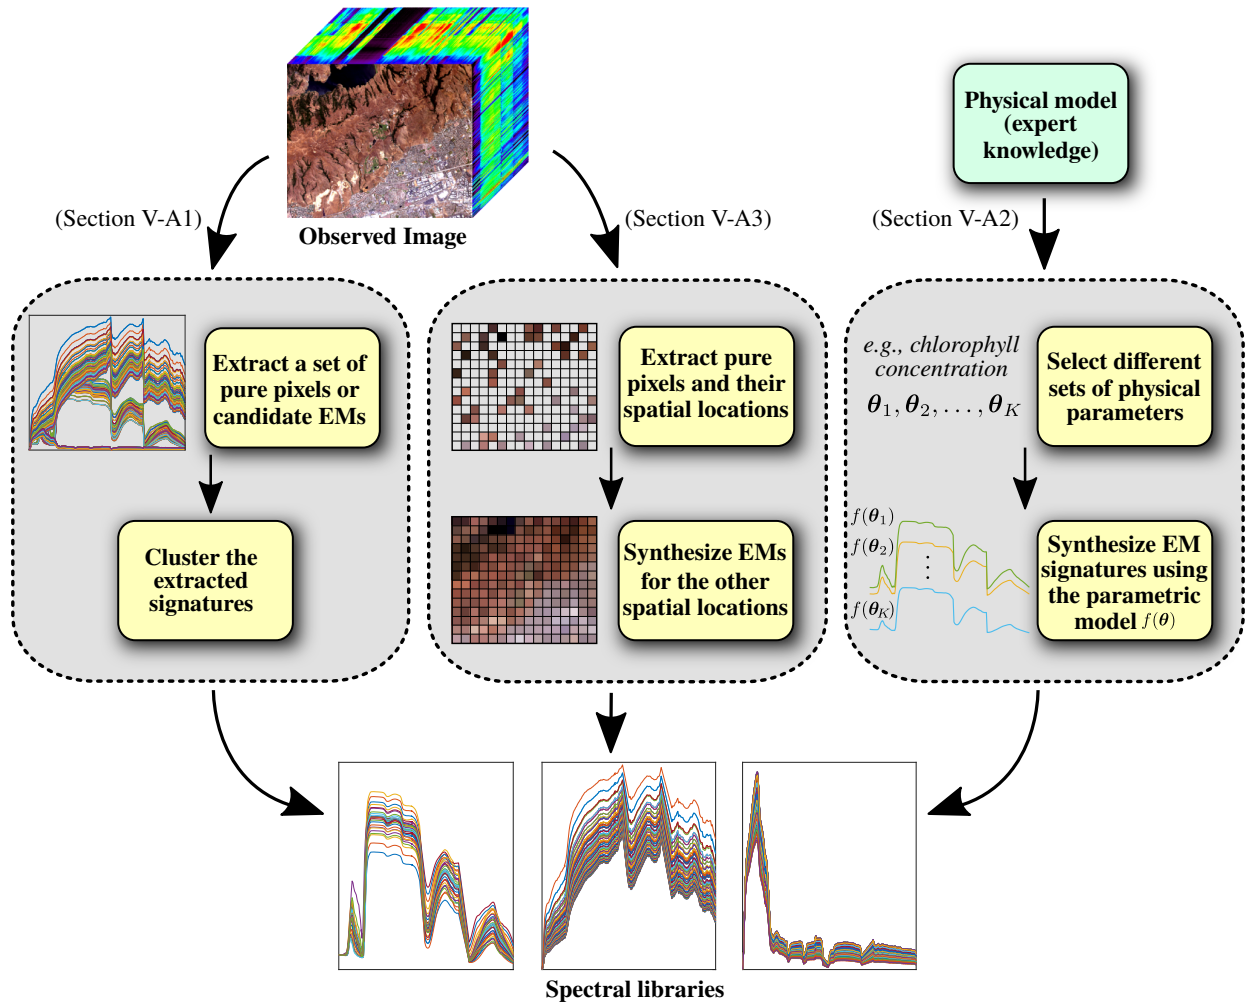 Physical model
(expert
knowledge)
(Section V-A1)
Observed Image
(Section V-A3)
(Section V-A2)
Extract a set of
pure pixels or
candidate EMs
Cluster the
extracted
signatures
Extract pure
pixels and their
spatial locations
Synthesize EMs
for the other
spatial locations
e.g., chlorophyll
concentration
θ₁, θ₂, . . . , θ_K
Select different
sets of physical
parameters
f(θ₁)
f(θ₂)
⋮
f(θ_K)
Synthesize EM
signatures using
the parametric
model f(θ)
Spectral libraries